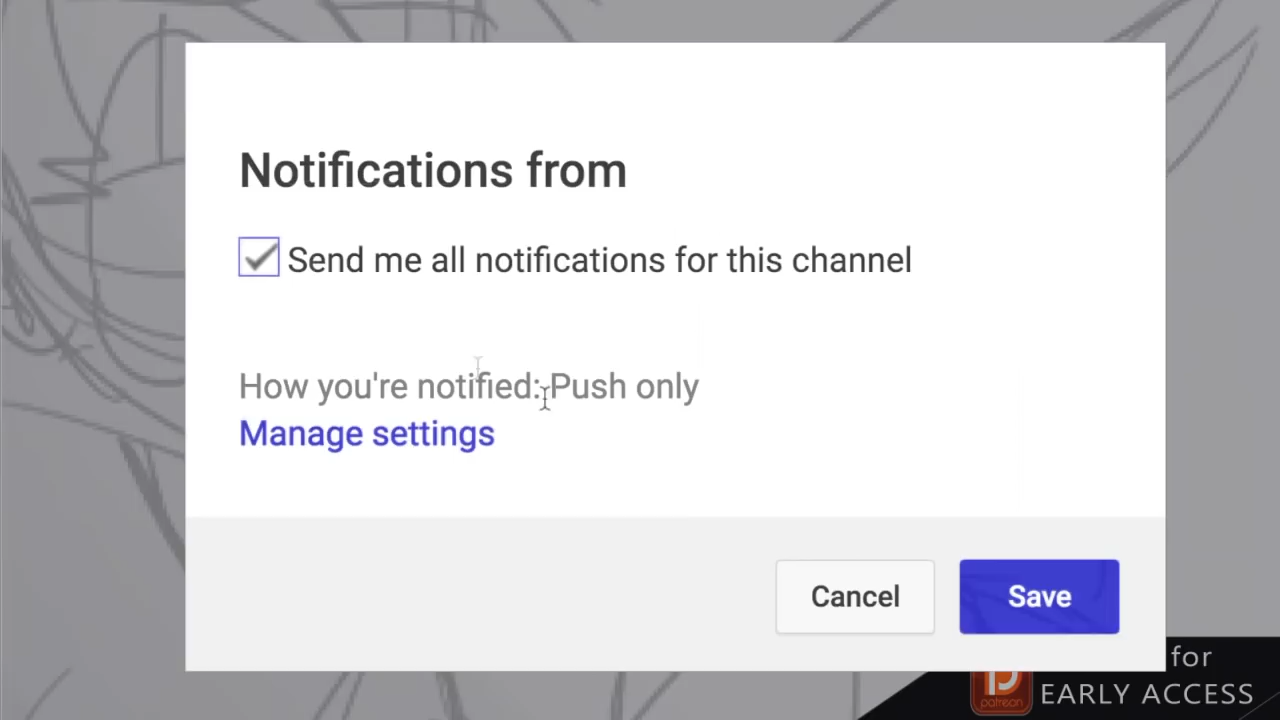 Notifications from
Send me all notifications for this channel
How you're notified: Push only
Manage settings
Cancel
Save
for
EARLY ACCESS
patreon